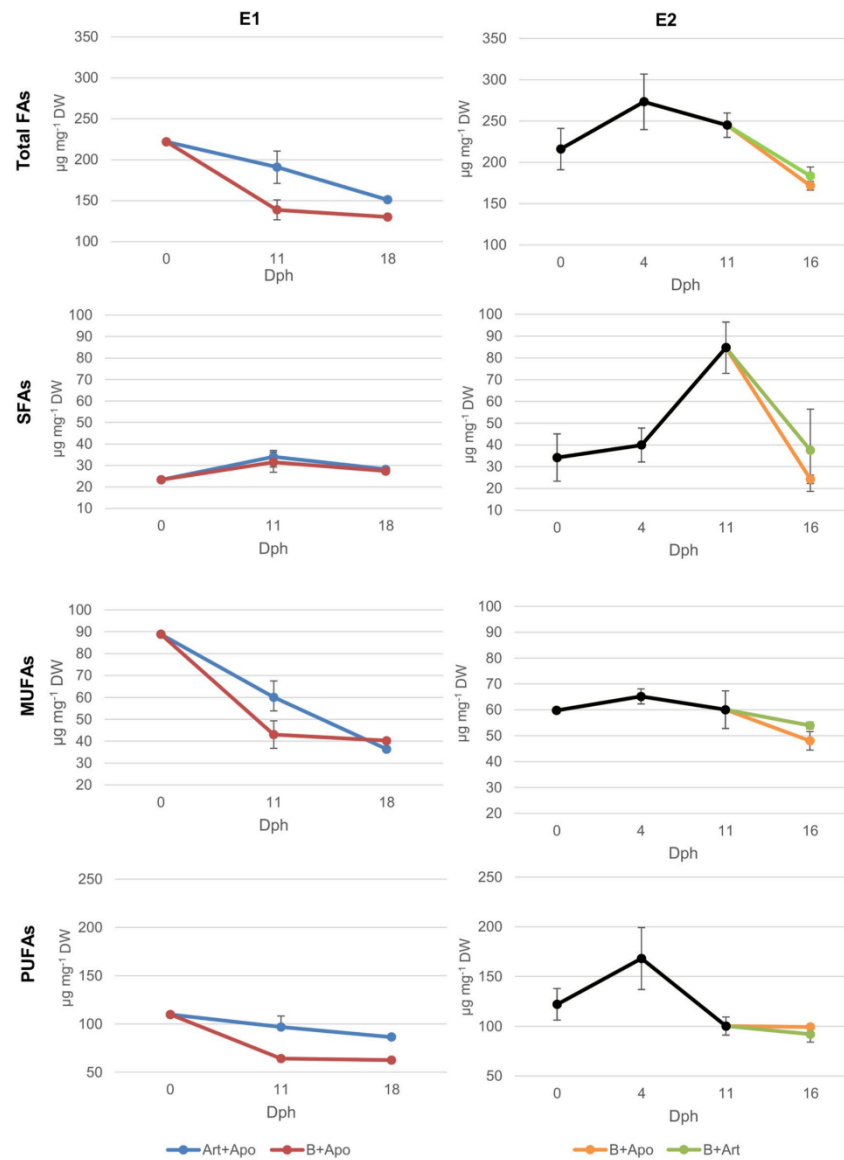 E1
E2
Total FAs
µg mg⁻¹ DW
350
300
250
200
150
100
0 11 18
Dph
µg mg⁻¹ DW
350
300
250
200
150
100
0 4 11 16
Dph
SFAs
µg mg⁻¹ DW
100
90
80
70
60
50
40
30
20
10
0 11 18
Dph
µg mg⁻¹ DW
100
90
80
70
60
50
40
30
20
10
0 4 11 16
Dph
MUFAs
µg mg⁻¹ DW
100
90
80
70
60
50
40
30
20
0 11 18
Dph
µg mg⁻¹ DW
100
90
80
70
60
50
40
30
20
0 4 11 16
Dph
PUFAs
µg mg⁻¹ DW
250
200
150
100
50
0 11 18
Dph
µg mg⁻¹ DW
250
200
150
100
50
0 4 11 16
Dph
Art+Apo B+Apo
B+Apo B+Art